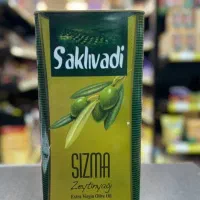 Saklıvadi
SIZMA
Zeytinyağı
Extra Virgin Olive Oil